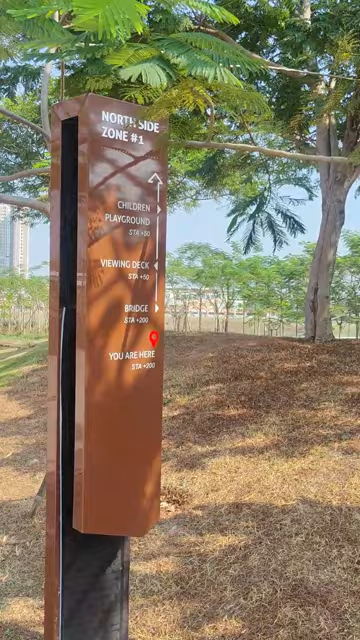 NORTH SIDE
ZONE #1
CHILDREN
PLAYGROUND
STA +50
VIEWING DECK
STA +50
BRIDGE
STA +200
YOU ARE HERE
STA +200